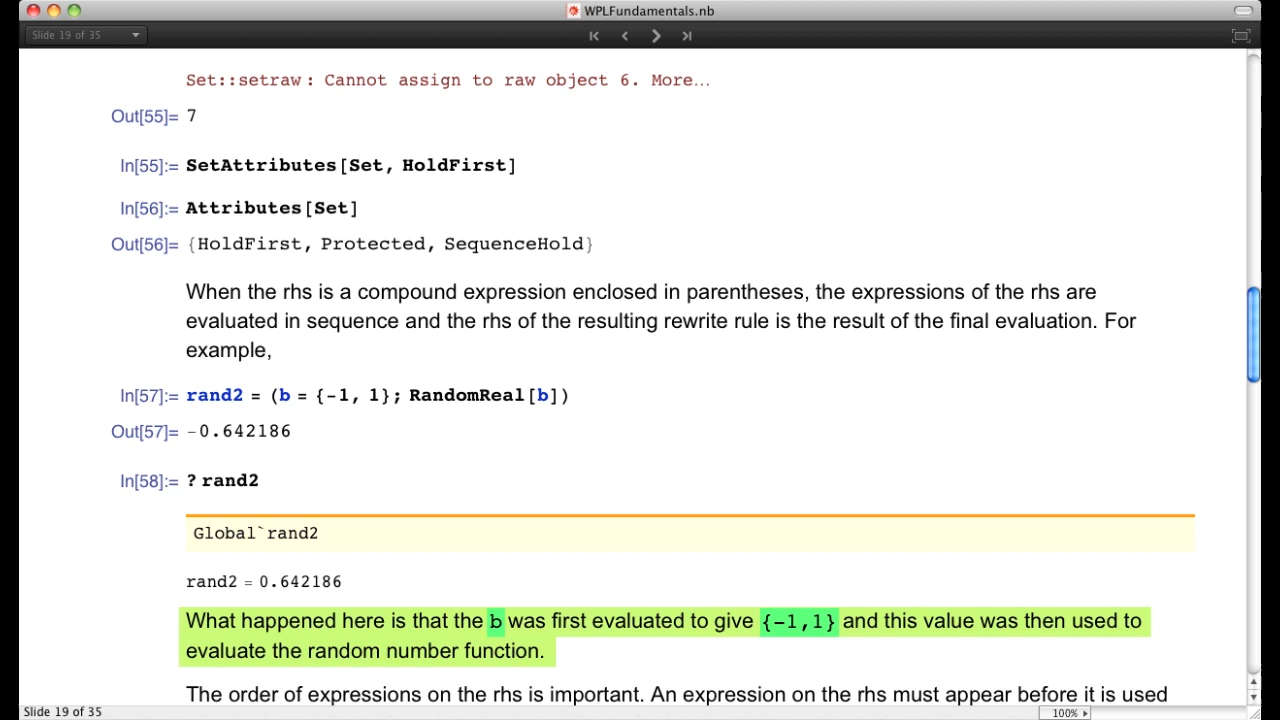 WPLFundamentals.nb
Slide 19 of 35
Set::setraw : Cannot assign to raw object 6. More…
Out[55]= 7
In[55]:= SetAttributes[Set, HoldFirst]
In[56]:= Attributes[Set]
Out[56]= {HoldFirst, Protected, SequenceHold}
When the rhs is a compound expression enclosed in parentheses, the expressions of the rhs are
evaluated in sequence and the rhs of the resulting rewrite rule is the result of the final evaluation. For
example,
In[57]:= rand2 = (b = {-1, 1}; RandomReal[b])
Out[57]= -0.642186
In[58]:= ? rand2
Global`rand2
rand2 = 0.642186
What happened here is that the b was first evaluated to give {-1,1} and this value was then used to
evaluate the random number function.
The order of expressions on the rhs is important. An expression on the rhs must appear before it is used
Slide 19 of 35
100%